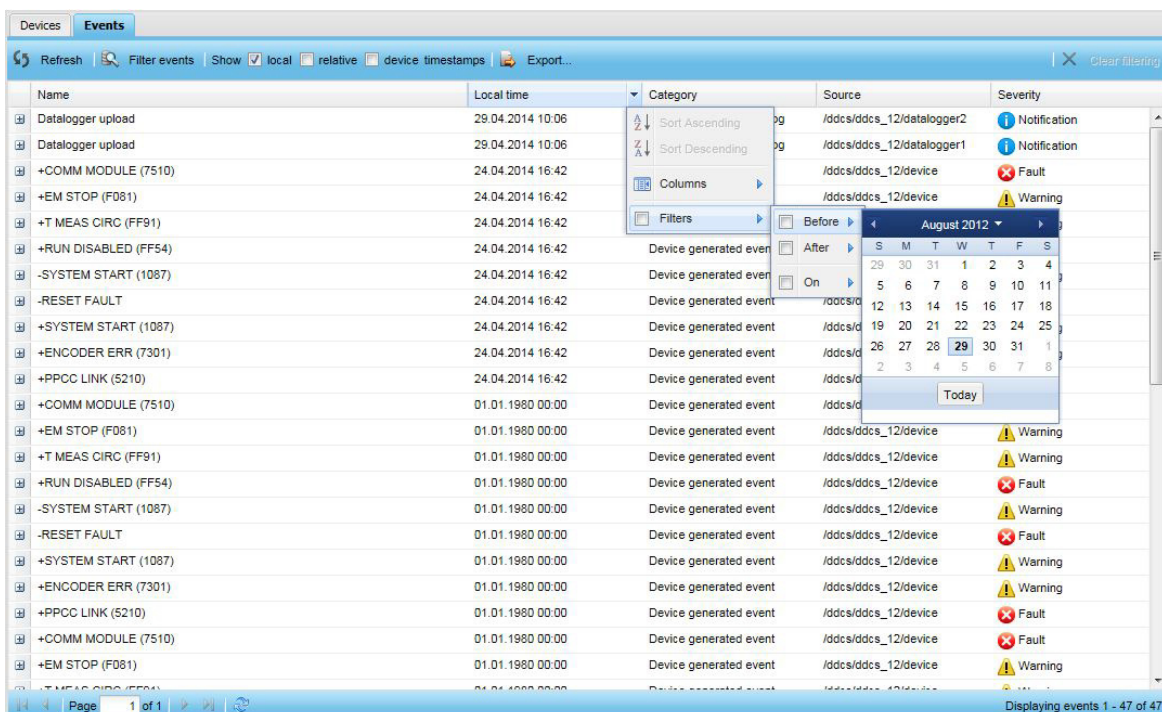 Devices Events
Refresh Filter events Show local relative device timestamps Export... Clear filtering
Name Local time Category Source Severity
Datalogger upload 29.04.2014 10:06 og /ddcs/ddcs_12/datalogger2 Notification
Datalogger upload 29.04.2014 10:06 og /ddcs/ddcs_12/datalogger1 Notification
+COMM MODULE (7510) 24.04.2014 16:42 /ddcs/ddcs_12/device Fault
+EM STOP (F081) 24.04.2014 16:42 /ddcs/ddcs_12/device Warning
+T MEAS CIRC (FF91) 24.04.2014 16:42
+RUN DISABLED (FF54) 24.04.2014 16:42 Device generated even
-SYSTEM START (1087) 24.04.2014 16:42 Device generated even
-RESET FAULT 24.04.2014 16:42 Device generated event /ddcs/d
+SYSTEM START (1087) 24.04.2014 16:42 Device generated event /ddcs/d
+ENCODER ERR (7301) 24.04.2014 16:42 Device generated event /ddcs/d
+PPCC LINK (5210) 24.04.2014 16:42 Device generated event /ddcs/d
+COMM MODULE (7510) 01.01.1980 00:00 Device generated event /ddcs/d
+EM STOP (F081) 01.01.1980 00:00 Device generated event /ddcs/ddcs_12/device Warning
+T MEAS CIRC (FF91) 01.01.1980 00:00 Device generated event /ddcs/ddcs_12/device Warning
+RUN DISABLED (FF54) 01.01.1980 00:00 Device generated event /ddcs/ddcs_12/device Fault
-SYSTEM START (1087) 01.01.1980 00:00 Device generated event /ddcs/ddcs_12/device Warning
-RESET FAULT 01.01.1980 00:00 Device generated event /ddcs/ddcs_12/device Fault
+SYSTEM START (1087) 01.01.1980 00:00 Device generated event /ddcs/ddcs_12/device Warning
+ENCODER ERR (7301) 01.01.1980 00:00 Device generated event /ddcs/ddcs_12/device Warning
+PPCC LINK (5210) 01.01.1980 00:00 Device generated event /ddcs/ddcs_12/device Fault
+COMM MODULE (7510) 01.01.1980 00:00 Device generated event /ddcs/ddcs_12/device Fault
+EM STOP (F081) 01.01.1980 00:00 Device generated event /ddcs/ddcs_12/device Warning
Sort Ascending
Sort Descending
Columns
Filters
Before
After
On
August 2012
S M T W T F S
29 30 31 1 2 3 4
5 6 7 8 9 10 11
12 13 14 15 16 17 18
19 20 21 22 23 24 25
26 27 28 29 30 31 1
2 3 4 5 6 7 8
Today
Page 1 of 1 Displaying events 1 - 47 of 47